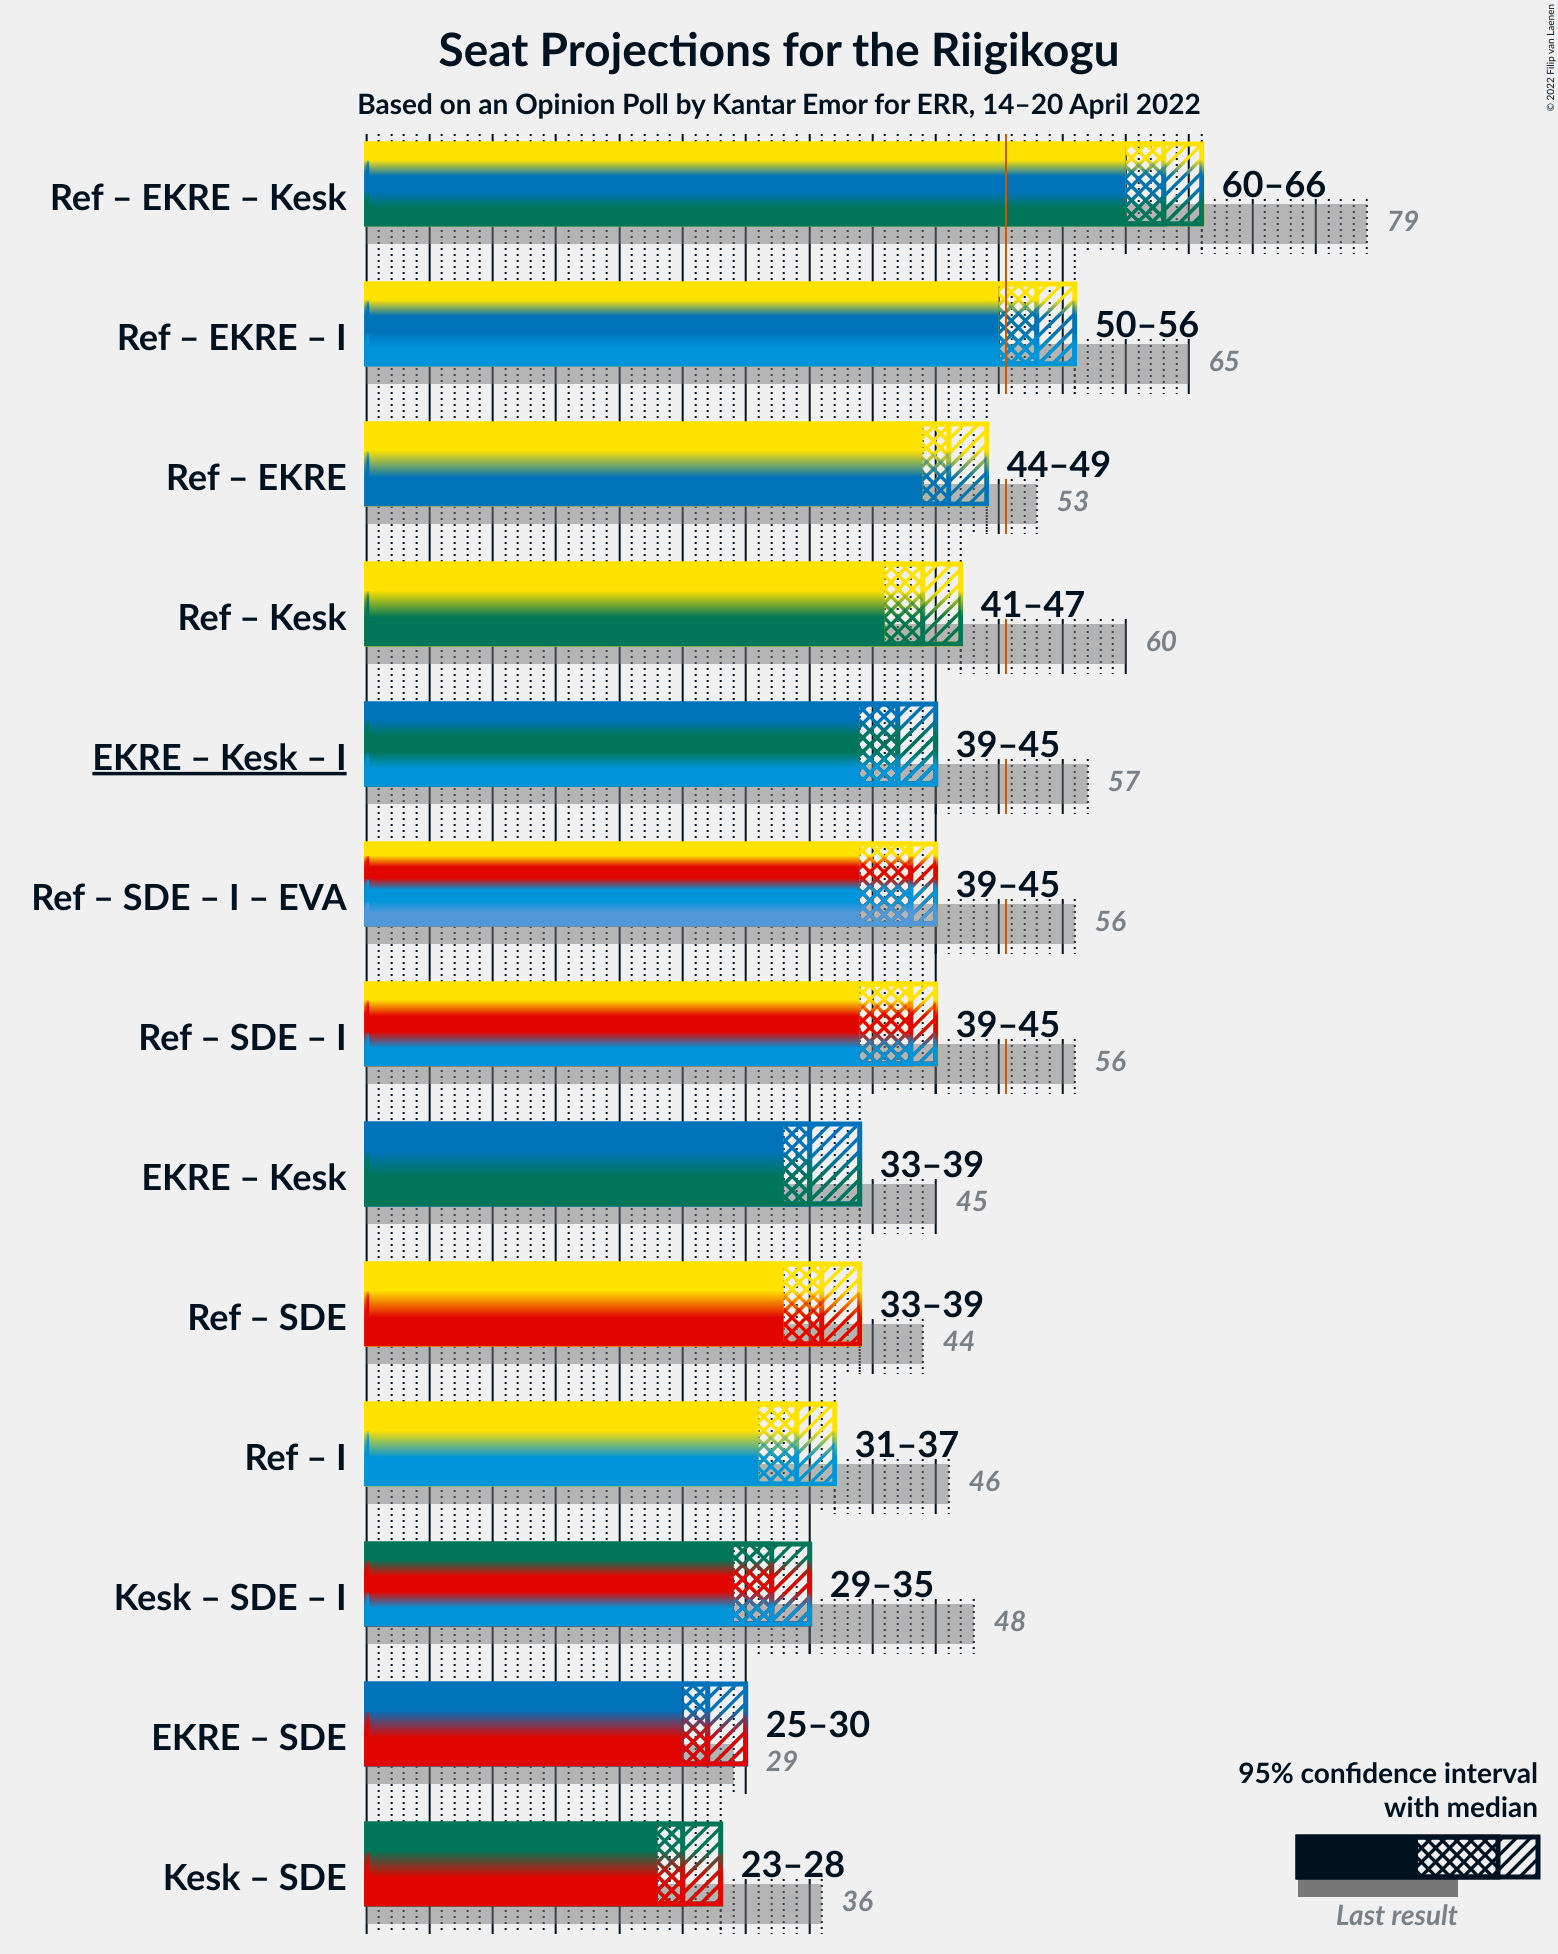 Seat Projections for the Riigikogu
Based on an Opinion Poll by Kantar Emor for ERR, 14–20 April 2022
© 2022 Filip van Laenen
Ref – EKRE – Kesk
60–66
79
Ref – EKRE – I
50–56
65
Ref – EKRE
44–49
53
Ref – Kesk
41–47
60
EKRE – Kesk – I
39–45
57
Ref – SDE – I – EVA
39–45
56
Ref – SDE – I
39–45
56
EKRE – Kesk
33–39
45
Ref – SDE
33–39
44
Ref – I
31–37
46
Kesk – SDE – I
29–35
48
EKRE – SDE
25–30
29
Kesk – SDE
23–28
36
95% confidence interval
with median
Last result